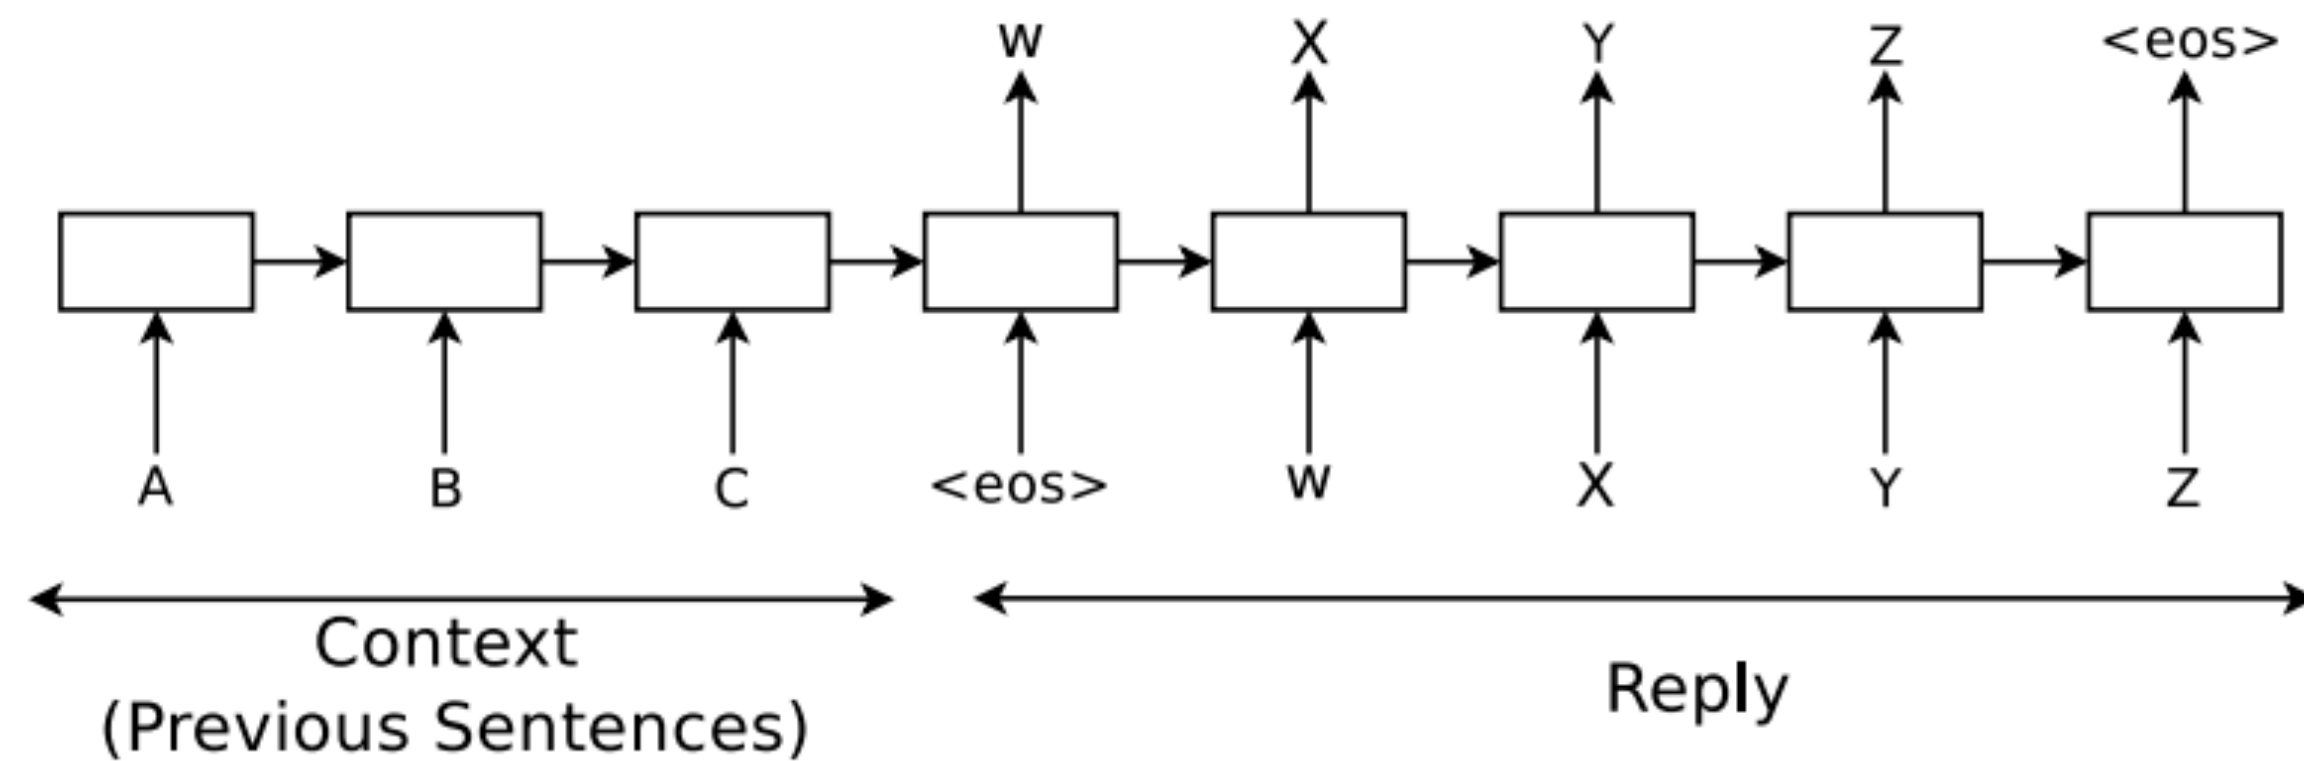 W X Y Z <eos>
A B C <eos> W X Y Z
Context
(Previous Sentences)
Reply